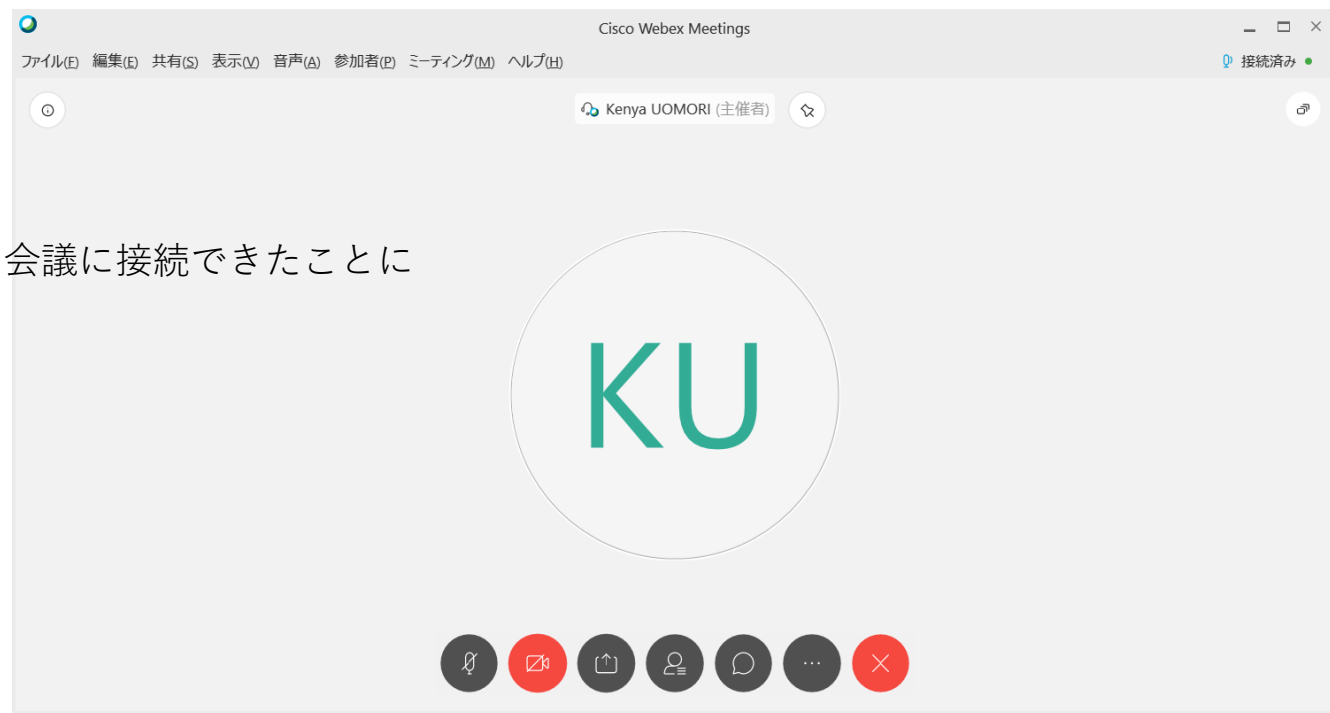 Cisco Webex Meetings
ファイル(F) 編集(E) 共有(S) 表示(V) 音声(A) 参加者(P) ミーティング(M) ヘルプ(H) 接続済み
Kenya UOMORI (主催者)
会議に接続できたことに
KU